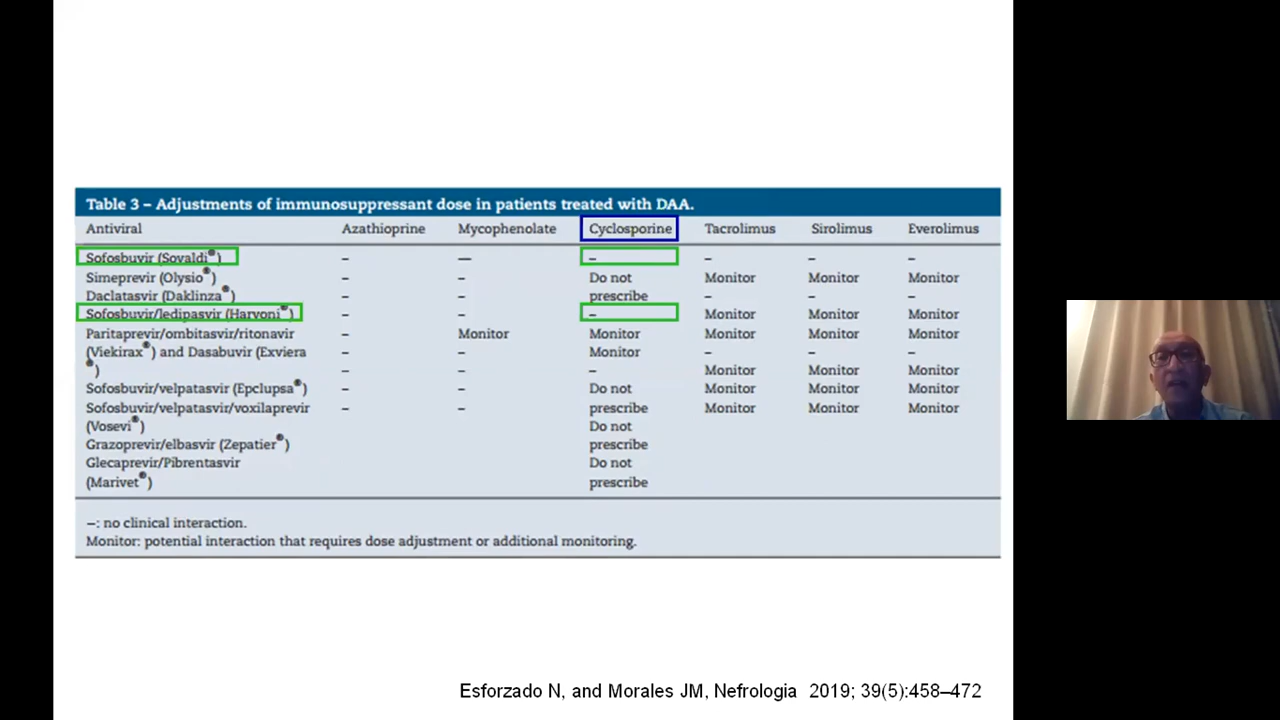 Table 3 – Adjustments of immunosuppressant dose in patients treated with DAA.
Antiviral Azathioprine Mycophenolate Cyclosporine Tacrolimus Sirolimus Everolimus
Sofosbuvir (Sovaldi®) – — – – – –
Simeprevir (Olysio®) – – Do not Monitor Monitor Monitor
Daclatasvir (Daklinza®) – – prescribe – – –
Sofosbuvir/ledipasvir (Harvoni®) – – – Monitor Monitor Monitor
Paritaprevir/ombitasvir/ritonavir – Monitor Monitor Monitor Monitor Monitor
(Viekirax®) and Dasabuvir (Exviera – – Monitor – – –
®) – – – Monitor Monitor Monitor
Sofosbuvir/velpatasvir (Epclupsa®) – – Do not Monitor Monitor Monitor
Sofosbuvir/velpatasvir/voxilaprevir – – prescribe Monitor Monitor Monitor
(Vosevi®) Do not
Grazoprevir/elbasvir (Zepatier®) prescribe
Glecaprevir/Pibrentasvir Do not
(Marivet®) prescribe
–: no clinical interaction.
Monitor: potential interaction that requires dose adjustment or additional monitoring.
Esforzado N, and Morales JM, Nefrologia 2019; 39(5):458–472